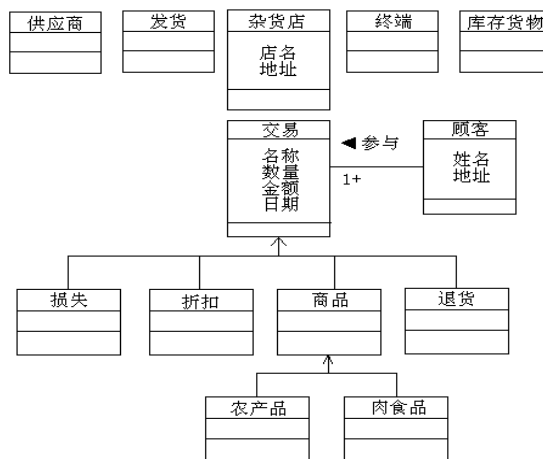 供应商
发货
杂货店
终端
库存货物
店名
地址
交易
顾客
名称
数量
金额
日期
◀ 参与
1+
姓名
地址
损失
折扣
商品
退货
农产品
肉食品